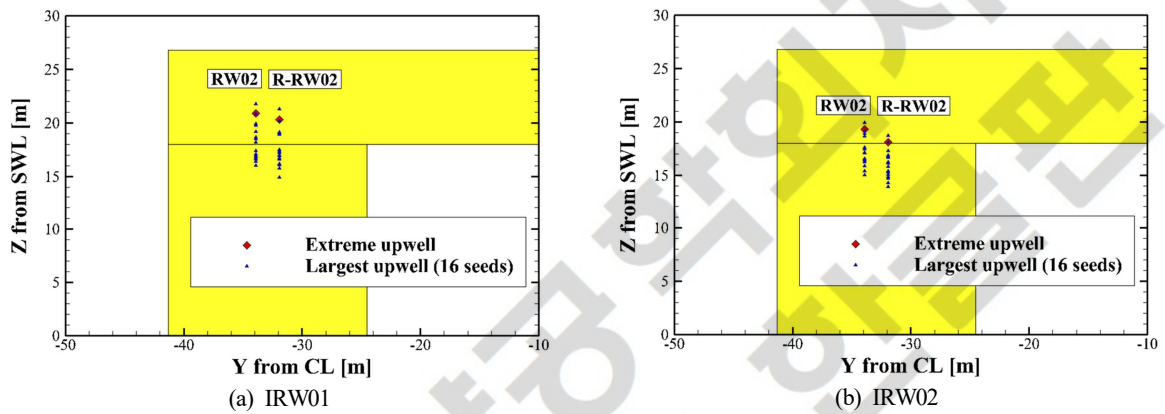 30
25
20
15
10
5
0
Z from SWL [m]
RW02
R-RW02
Extreme upwell
Largest upwell (16 seeds)
-50
-40
-30
-20
-10
Y from CL [m]
(a) IRW01
30
25
20
15
10
5
0
Z from SWL [m]
RW02
R-RW02
Extreme upwell
Largest upwell (16 seeds)
-50
-40
-30
-20
-10
Y from CL [m]
(b) IRW02